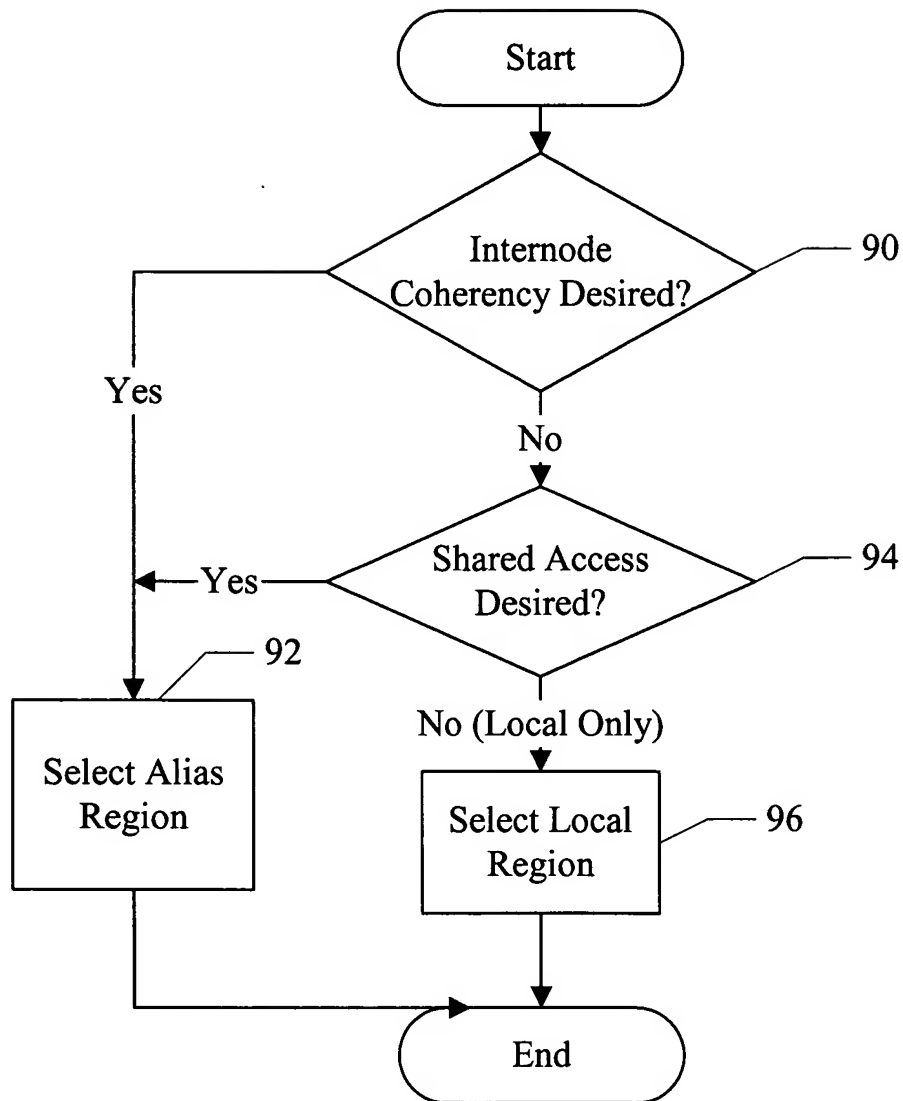 Start
Internode
Coherency Desired?
90
Yes
No
Shared Access
Desired?
94
Yes
92
No (Local Only)
Select Alias
Region
Select Local
Region
96
End